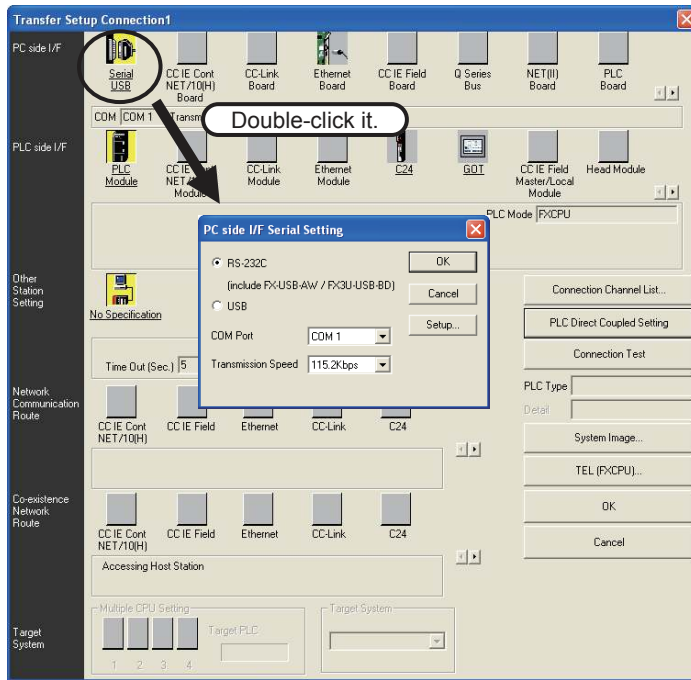 Transfer Setup Connection1
PC side I/F
Serial
USB
CC IE Cont
NET/10(H)
Board
CC-Link
Board
Ethernet
Board
CC IE Field
Board
Q Series
Bus
NET(II)
Board
PLC
Board
COM COM 1 Transm
Double-click it.
PLC side I/F
PLC
Module
CC IE Cont
NET
Module
CC-Link
Module
Ethernet
Module
C24
GOT
CC IE Field
Master/Local
Module
Head Module
PLC Mode FXCPU
PC side I/F Serial Setting
RS-232C
(include FX-USB-AW / FX3U-USB-BD)
USB
COM Port COM 1
Transmission Speed 115.2Kbps
OK
Cancel
Setup...
Other
Station
Setting
No Specification
Time Out (Sec.) 5
Connection Channel List...
PLC Direct Coupled Setting
Connection Test
PLC Type
Detail
System Image...
TEL (FXCPU)...
OK
Cancel
Network
Communication
Route
CC IE Cont
NET/10(H)
CC IE Field
Ethernet
CC-Link
C24
Co-existence
Network
Route
CC IE Cont
NET/10(H)
CC IE Field
Ethernet
CC-Link
C24
Accessing Host Station
Target
System
Multiple CPU Setting
1 2 3 4
Target PLC
Target System